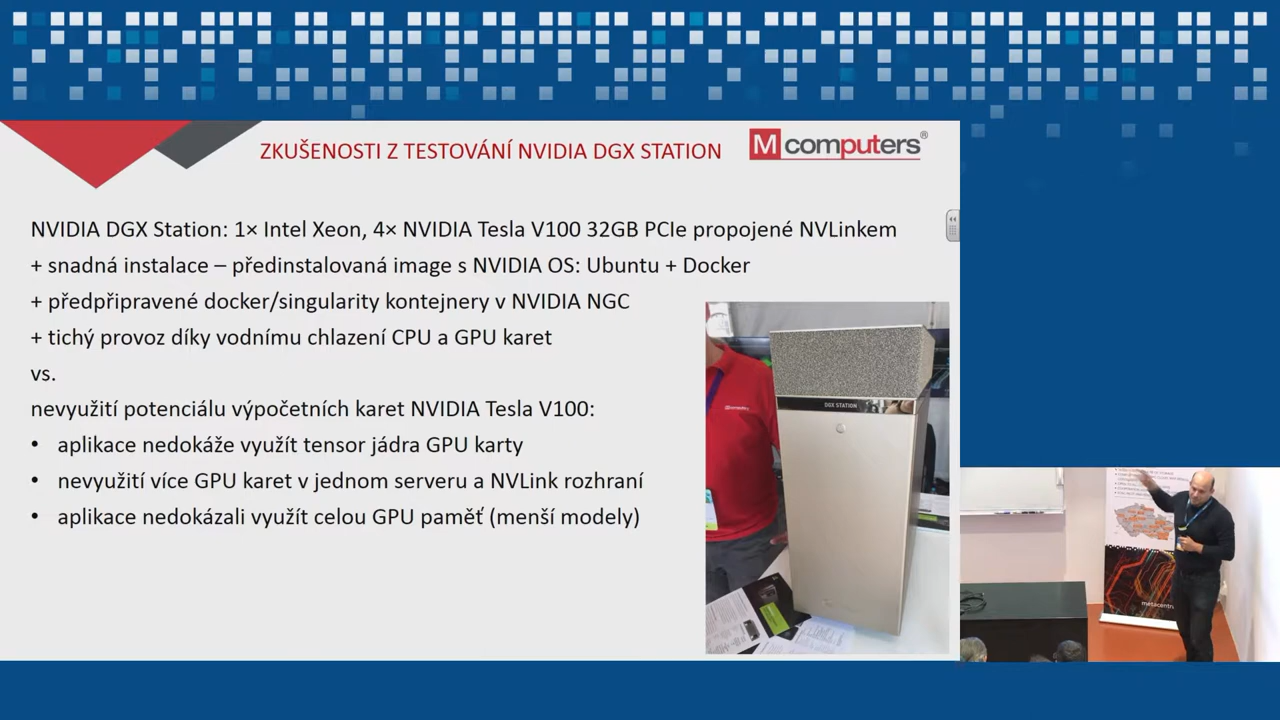 ZKUŠENOSTI Z TESTOVÁNÍ NVIDIA DGX STATION
M computers®
NVIDIA DGX Station: 1× Intel Xeon, 4× NVIDIA Tesla V100 32GB PCIe propojené NVLinkem
+ snadná instalace – předinstalovaná image s NVIDIA OS: Ubuntu + Docker
+ předpřipravené docker/singularity kontejnery v NVIDIA NGC
+ tichý provoz díky vodnímu chlazení CPU a GPU karet
vs.
nevyužití potenciálu výpočetních karet NVIDIA Tesla V100:
• aplikace nedokáže využít tensor jádra GPU karty
• nevyužití více GPU karet v jednom serveru a NVLink rozhraní
• aplikace nedokázali využít celou GPU paměť (menší modely)
DGX STATION